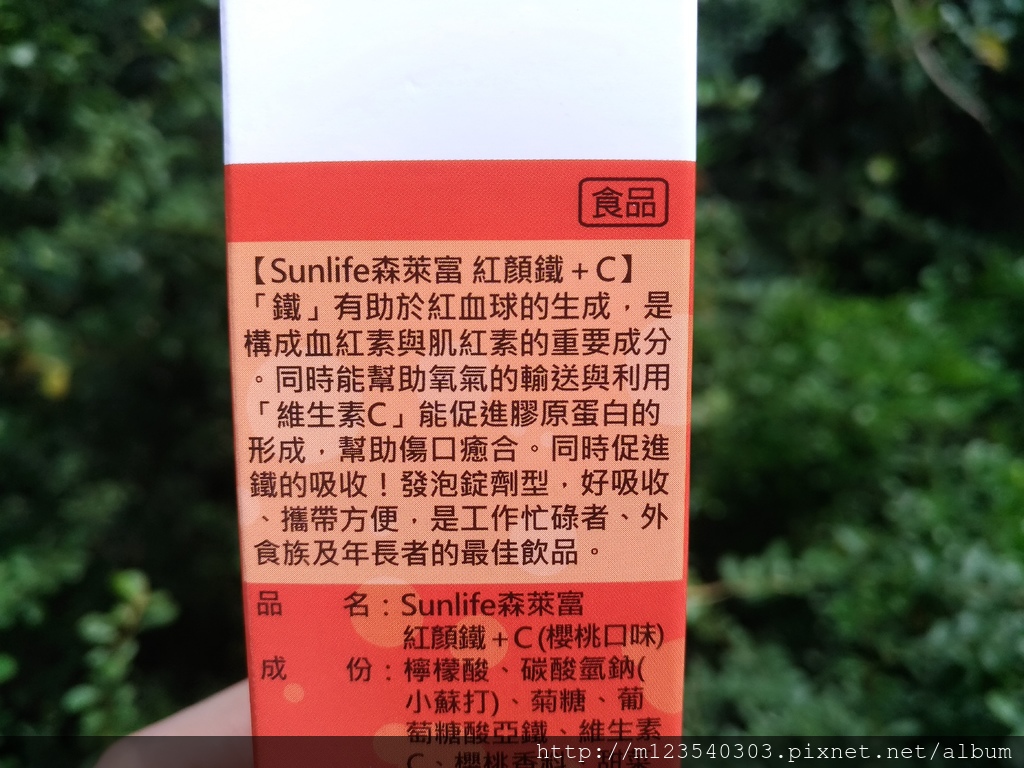 食品
【Sunlife森萊富 紅顏鐵+C】
「鐵」有助於紅血球的生成，是
構成血紅素與肌紅素的重要成分
。同時能幫助氧氣的輸送與利用
「維生素C」能促進膠原蛋白的
形成，幫助傷口癒合。同時促進
鐵的吸收！發泡錠劑型，好吸收
、攜帶方便，是工作忙碌者、外
食族及年長者的最佳飲品。
品 名：Sunlife森萊富
紅顏鐵+C(櫻桃口味)
成 份：檸檬酸、碳酸氫鈉(
小蘇打)、菊糖、葡
萄糖酸亞鐵、維生素
C、櫻桃香料、甜菜
http://m123540303.pixnet.net/album